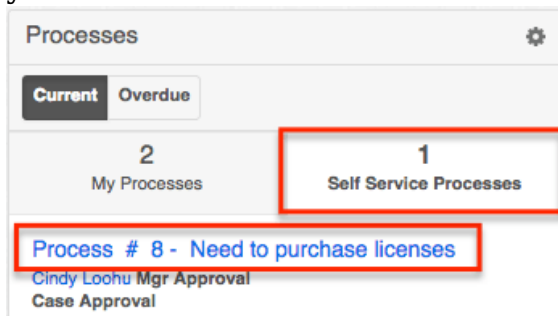 Processes
Current Overdue
2 1
My Processes Self Service Processes
Process # 8 - Need to purchase licenses
Cindy Loohu Mgr Approval
Case Approval